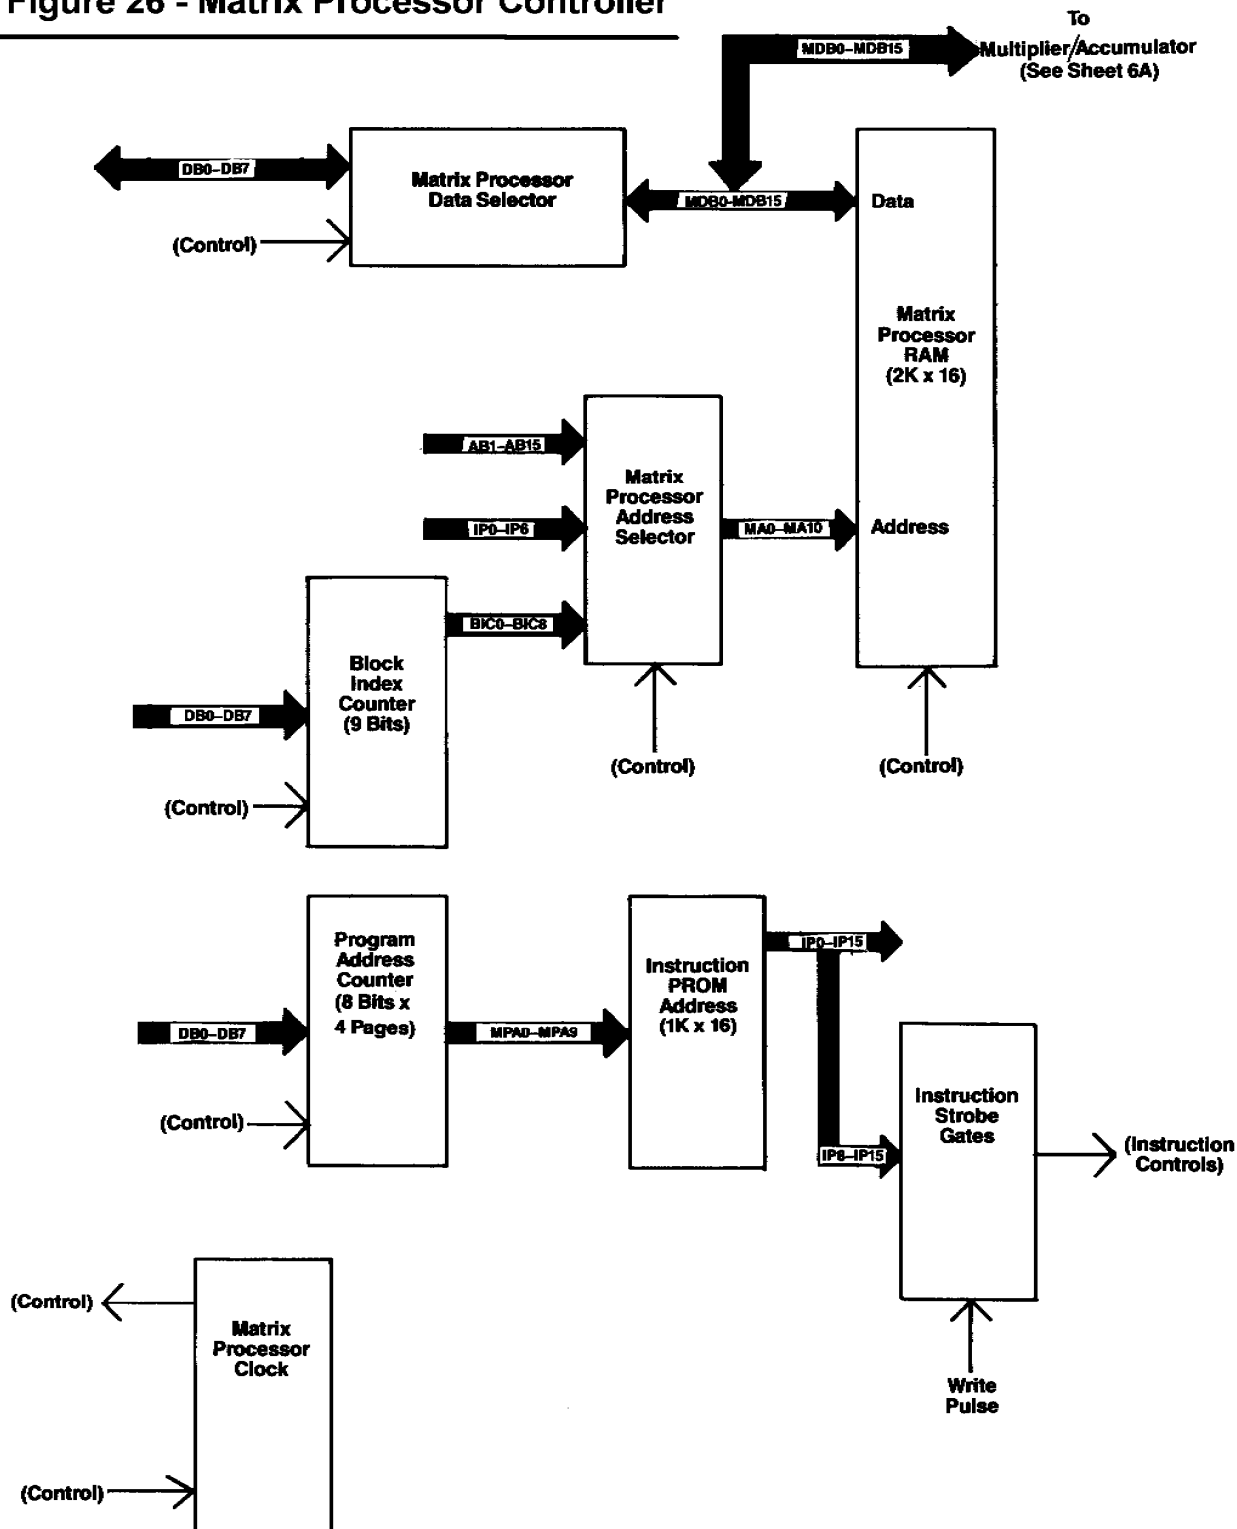 Figure 26 - Matrix Processor Controller
To
Multiplier/Accumulator
(See Sheet 6A)
MDB0–MDB15
DB0–DB7
Matrix Processor
Data Selector
(Control)
MDB0-MDB15
Data
Matrix
Processor
RAM
(2K x 16)
AB1–AB15
IP0–IP6
Matrix
Processor
Address
Selector
MA0–MA10
Address
BIC0–BIC8
Block
Index
Counter
(9 Bits)
DB0–DB7
(Control)
(Control)
(Control)
Program
Address
Counter
(8 Bits x
4 Pages)
DB0–DB7
(Control)
MPA0–MPA9
Instruction
PROM
Address
(1K x 16)
IP0–IP15
IP8–IP15
Instruction
Strobe
Gates
(Instruction
Controls)
Write
Pulse
(Control)
Matrix
Processor
Clock
(Control)